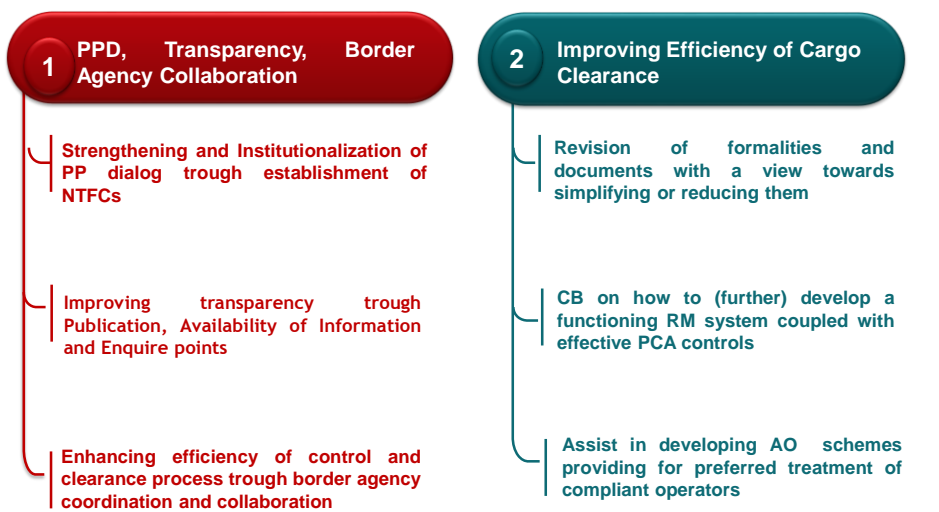 1
PPD, Transparency, Border
Agency Collaboration
Strengthening and Institutionalization of
PP dialog trough establishment of
NTFCs
Improving transparency trough
Publication, Availability of Information
and Enquire points
Enhancing efficiency of control and
clearance process trough border agency
coordination and collaboration
2
Improving Efficiency of Cargo
Clearance
Revision of formalities and
documents with a view towards
simplifying or reducing them
CB on how to (further) develop a
functioning RM system coupled with
effective PCA controls
Assist in developing AO schemes
providing for preferred treatment of
compliant operators